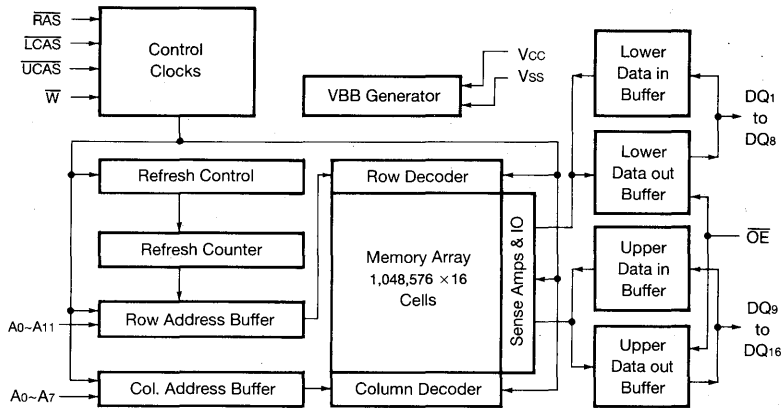 RAS
LCAS
UCAS
W
Control
Clocks
VBB Generator
VCC
VSS
Lower
Data in
Buffer
DQ1
to
DQ8
Lower
Data out
Buffer
OE
Refresh Control
Row Decoder
Refresh Counter
Memory Array
1,048,576 ×16
Cells
Sense Amps & IO
Upper
Data in
Buffer
DQ9
to
DQ16
A0~A11
Row Address Buffer
Upper
Data out
Buffer
A0~A7
Col. Address Buffer
Column Decoder